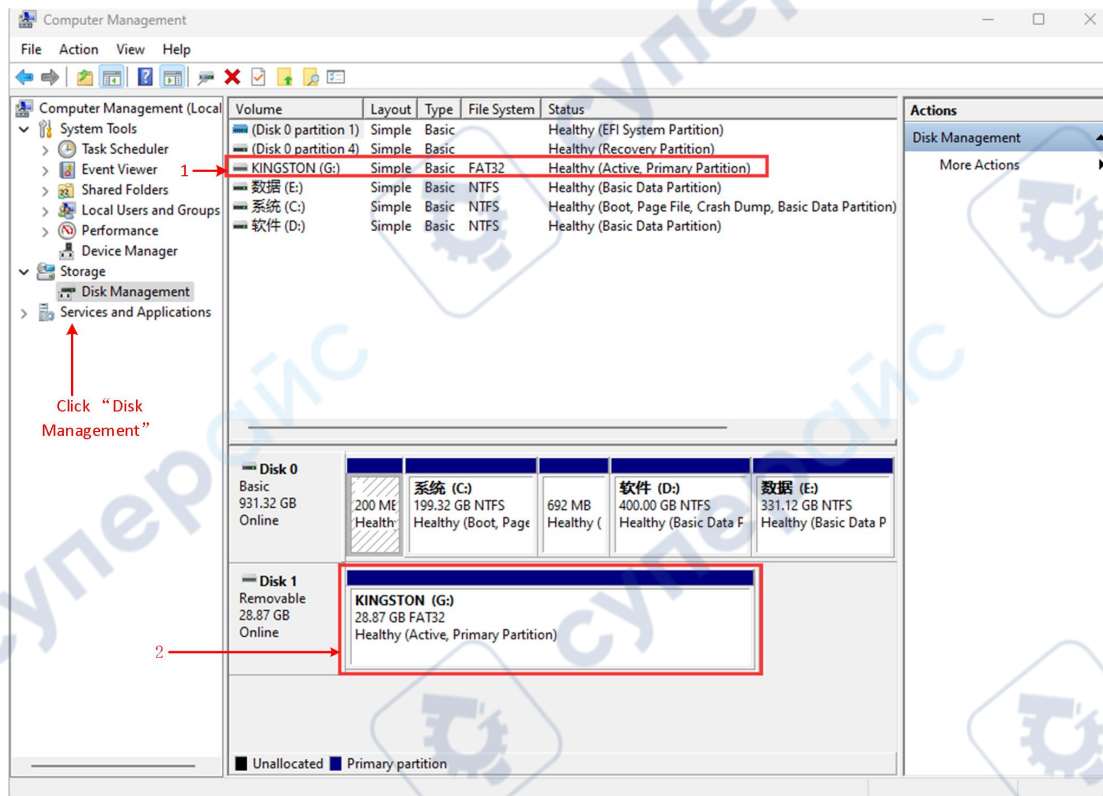 Computer Management
File Action View Help
Computer Management (Local
System Tools
Task Scheduler
Event Viewer
Shared Folders
Local Users and Groups
Performance
Device Manager
Storage
Disk Management
Services and Applications
Click “Disk
Management”
Volume Layout Type File System Status
(Disk 0 partition 1) Simple Basic Healthy (EFI System Partition)
(Disk 0 partition 4) Simple Basic Healthy (Recovery Partition)
1
KINGSTON (G:) Simple Basic FAT32 Healthy (Active, Primary Partition)
数据 (E:) Simple Basic NTFS Healthy (Basic Data Partition)
系统 (C:) Simple Basic NTFS Healthy (Boot, Page File, Crash Dump, Basic Data Partition)
软件 (D:) Simple Basic NTFS Healthy (Basic Data Partition)
Actions
Disk Management
More Actions
Disk 0
Basic
931.32 GB
Online
200 ME
Health
系统 (C:)
199.32 GB NTFS
Healthy (Boot, Page
692 MB
Healthy (
软件 (D:)
400.00 GB NTFS
Healthy (Basic Data F
数据 (E:)
331.12 GB NTFS
Healthy (Basic Data P
Disk 1
Removable
28.87 GB
Online
KINGSTON (G:)
28.87 GB FAT32
Healthy (Active, Primary Partition)
2
Unallocated Primary partition
суперайс
суперайс